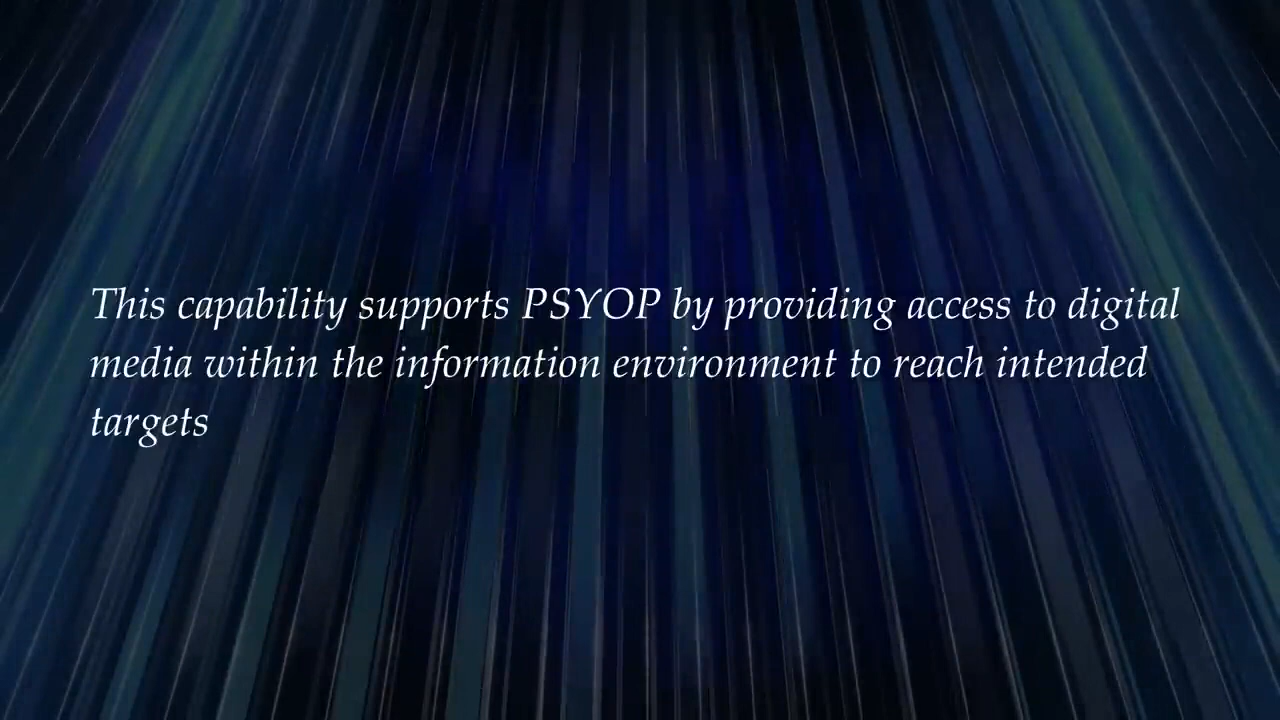 This capability supports PSYOP by providing access to digital
media within the information environment to reach intended
targets